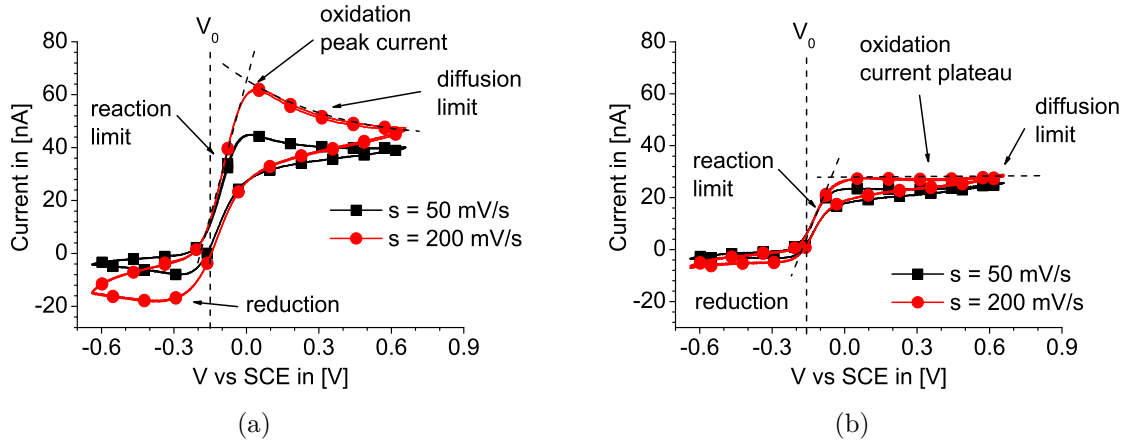 V0
oxidation
peak current
diffusion
limit
reaction
limit
reduction
s = 50 mV/s
s = 200 mV/s
80
60
40
20
0
-20
Current in [nA]
-0.6 -0.3 0.0 0.3 0.6 0.9
V vs SCE in [V]
(a)
V0
oxidation
current plateau
diffusion
limit
reaction
limit
reduction
s = 50 mV/s
s = 200 mV/s
80
60
40
20
0
-20
Current in [nA]
-0.6 -0.3 0.0 0.3 0.6 0.9
V vs SCE in [V]
(b)